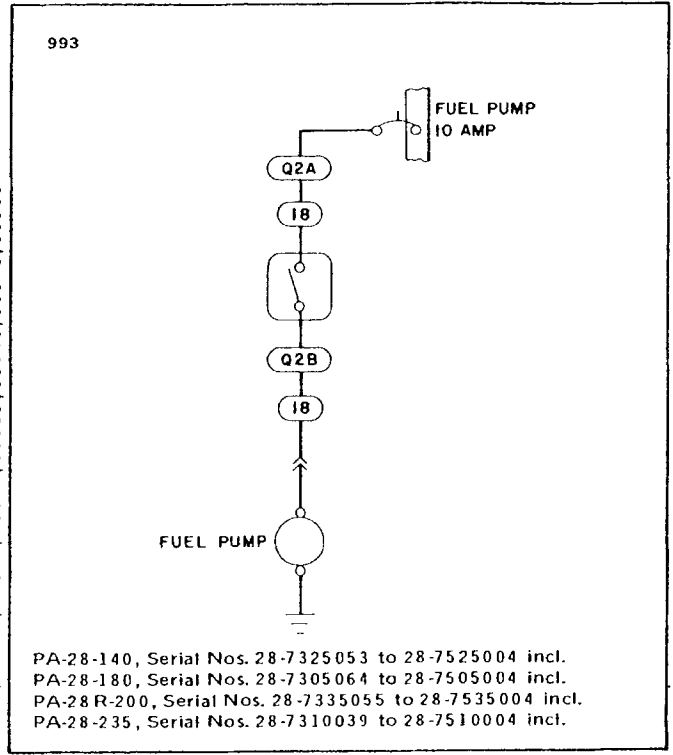 993
FUEL PUMP
10 AMP
Q2A
18
Q2B
18
FUEL PUMP
PA-28-140, Serial Nos. 28-7325053 to 28-7525004 incl.
PA-28-180, Serial Nos. 28-7305064 to 28-7505004 incl.
PA-28R-200, Serial Nos. 28-7335055 to 28-7535004 incl.
PA-28-235, Serial Nos. 28-7310039 to 28-7510004 incl.